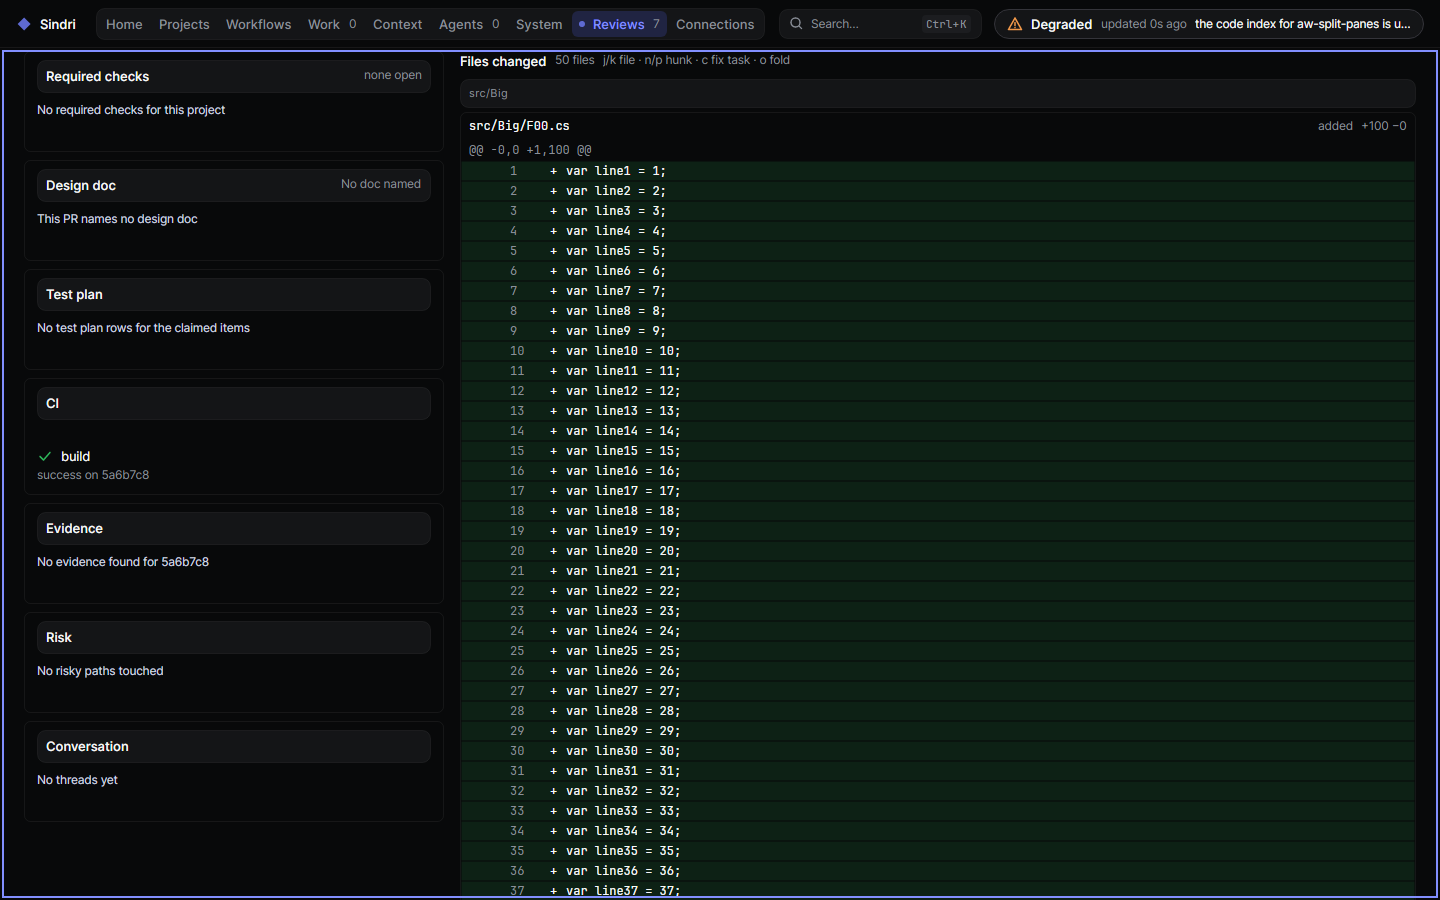 Sindri
Home Projects Workflows Work 0 Context Agents 0 System Reviews 7 Connections
Search... Ctrl+K
Degraded updated 0s ago the code index for aw-split-panes is u...
Required checks none open
No required checks for this project
Design doc No doc named
This PR names no design doc
Test plan
No test plan rows for the claimed items
CI
build
success on 5a6b7c8
Evidence
No evidence found for 5a6b7c8
Risk
No risky paths touched
Conversation
No threads yet
Files changed 50 files j/k file · n/p hunk · c fix task · o fold
src/Big
src/Big/F00.cs added +100 −0
@@ -0,0 +1,100 @@
1 + var line1 = 1;
2 + var line2 = 2;
3 + var line3 = 3;
4 + var line4 = 4;
5 + var line5 = 5;
6 + var line6 = 6;
7 + var line7 = 7;
8 + var line8 = 8;
9 + var line9 = 9;
10 + var line10 = 10;
11 + var line11 = 11;
12 + var line12 = 12;
13 + var line13 = 13;
14 + var line14 = 14;
15 + var line15 = 15;
16 + var line16 = 16;
17 + var line17 = 17;
18 + var line18 = 18;
19 + var line19 = 19;
20 + var line20 = 20;
21 + var line21 = 21;
22 + var line22 = 22;
23 + var line23 = 23;
24 + var line24 = 24;
25 + var line25 = 25;
26 + var line26 = 26;
27 + var line27 = 27;
28 + var line28 = 28;
29 + var line29 = 29;
30 + var line30 = 30;
31 + var line31 = 31;
32 + var line32 = 32;
33 + var line33 = 33;
34 + var line34 = 34;
35 + var line35 = 35;
36 + var line36 = 36;
37 + var line37 = 37;